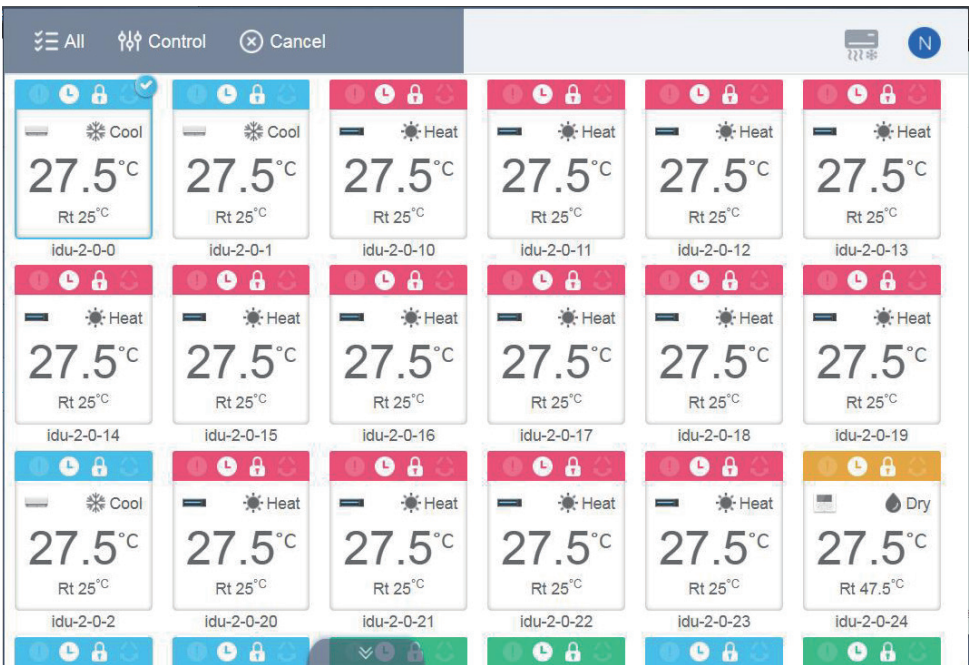 All Control Cancel N
Cool Cool Heat Heat Heat Heat
27.5°C 27.5°C 27.5°C 27.5°C 27.5°C 27.5°C
Rt 25°C Rt 25°C Rt 25°C Rt 25°C Rt 25°C Rt 25°C
idu-2-0-0 idu-2-0-1 idu-2-0-10 idu-2-0-11 idu-2-0-12 idu-2-0-13
Heat Heat Heat Heat Heat Heat
27.5°C 27.5°C 27.5°C 27.5°C 27.5°C 27.5°C
Rt 25°C Rt 25°C Rt 25°C Rt 25°C Rt 25°C Rt 25°C
idu-2-0-14 idu-2-0-15 idu-2-0-16 idu-2-0-17 idu-2-0-18 idu-2-0-19
Cool Heat Heat Heat Heat Dry
27.5°C 27.5°C 27.5°C 27.5°C 27.5°C 27.5°C
Rt 25°C Rt 25°C Rt 25°C Rt 25°C Rt 25°C Rt 47.5°C
idu-2-0-2 idu-2-0-20 idu-2-0-21 idu-2-0-22 idu-2-0-23 idu-2-0-24